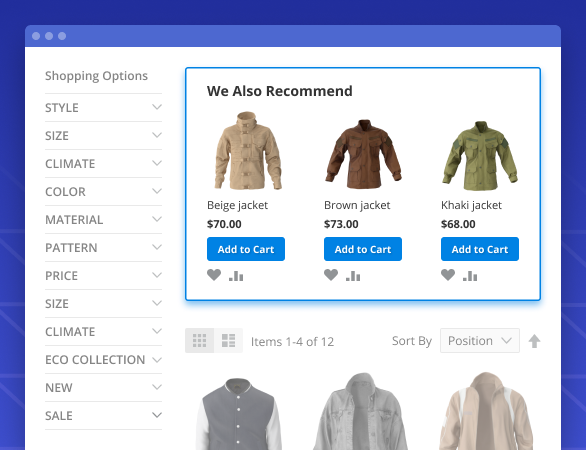 Shopping Options
STYLE
SIZE
CLIMATE
COLOR
MATERIAL
PATTERN
PRICE
SIZE
CLIMATE
ECO COLLECTION
NEW
SALE
We Also Recommend
Beige jacket Brown jacket Khaki jacket
$70.00 $73.00 $68.00
Add to Cart Add to Cart Add to Cart
Items 1-4 of 12 Sort By Position